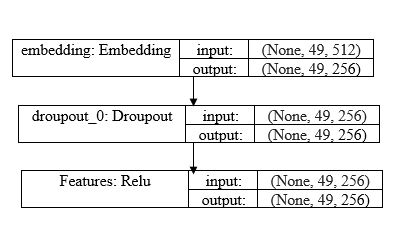 embedding: Embedding input: (None, 49, 512)
output: (None, 49, 256)
droupout_0: Droupout input: (None, 49, 256)
output: (None, 49, 256)
Features: Relu input: (None, 49, 256)
output: (None, 49, 256)